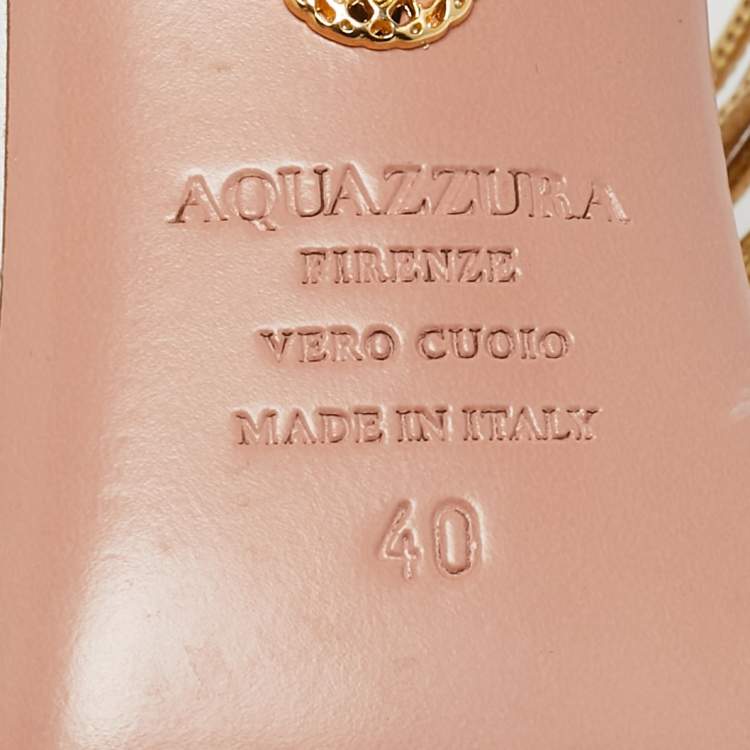 AQUAZZURA
FIRENZE
VERO CUOIO
MADE IN ITALY
40